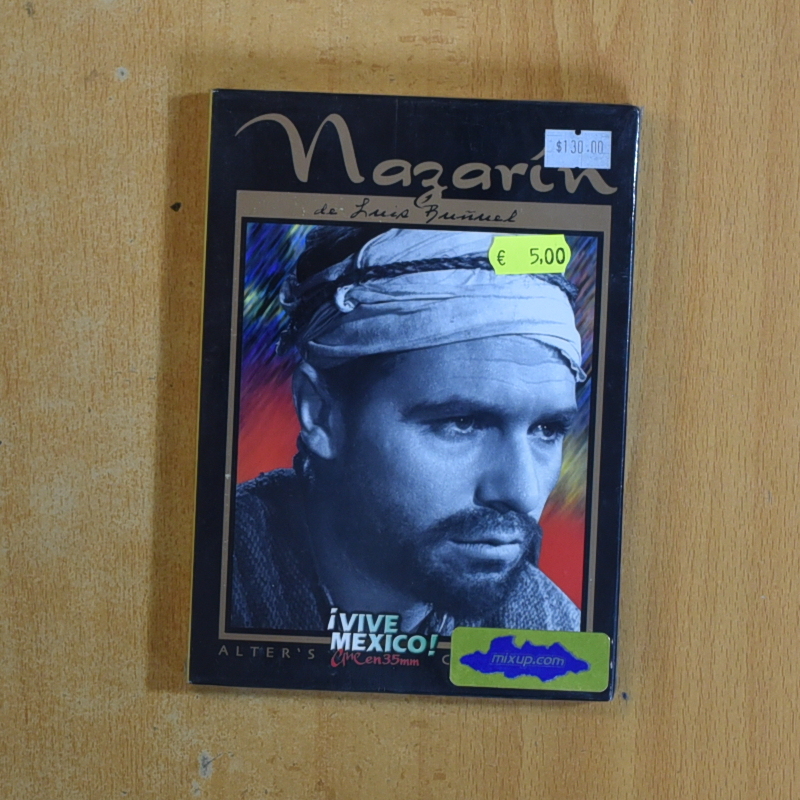 Nazarín
$130.00
de Luis Buñuel
€ 5,00
¡VIVE
MEXICO!
Cine en 35mm
ALTER'S
mixup.com